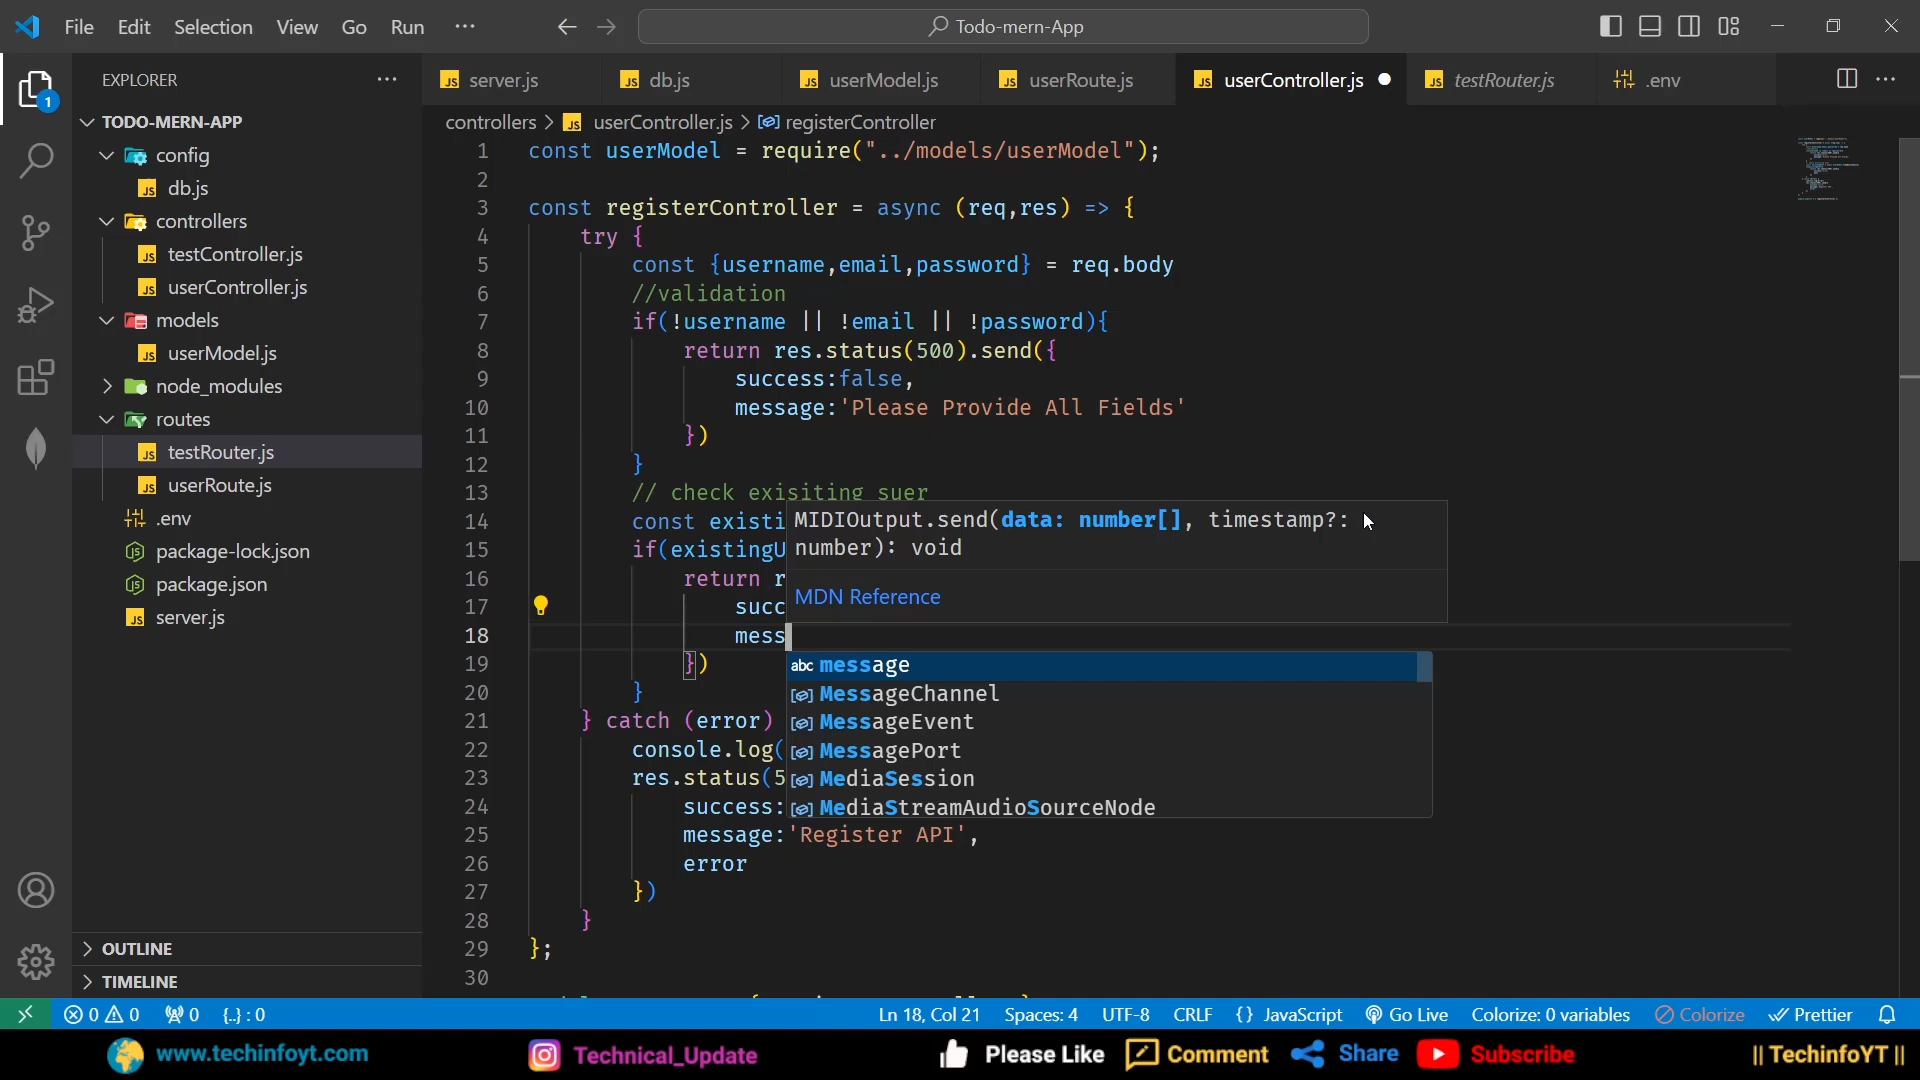 File Edit Selection View Go Run ···
Todo-mern-App
EXPLORER ···
server.js db.js userModel.js userRoute.js userController.js testRouter.js .env
controllers > userController.js > registerController
1
TODO-MERN-APP
config
db.js
controllers
testController.js
userController.js
models
userModel.js
node_modules
routes
testRouter.js
userRoute.js
.env
package-lock.json
package.json
server.js
OUTLINE
TIMELINE
1 const userModel = require("../models/userModel");
2
3 const registerController = async (req,res) => {
4 try {
5 const {username,email,password} = req.body
6 //validation
7 if(!username || !email || !password){
8 return res.status(500).send({
9 success:false,
10 message:'Please Provide All Fields'
11 })
12 }
13 // check exisiting suer
14 const existi
15 if(existingU
16 return r
17 succ
18 mess
19 })
20 }
21 } catch (error)
22 console.log(
23 res.status(5
24 success:
25 message:'Register API',
26 error
27 })
28 }
29 };
30
MIDIOutput.send(data: number[], timestamp?:
number): void
MDN Reference
abc message
MessageChannel
MessageEvent
MessagePort
MediaSession
MediaStreamAudioSourceNode
0 0 0 {..} : 0 Ln 18, Col 21 Spaces: 4 UTF-8 CRLF {} JavaScript Go Live Colorize: 0 variables Colorize Prettier
www.techinfoyt.com Technical_Update Please Like Comment Share Subscribe || TechinfoYT ||